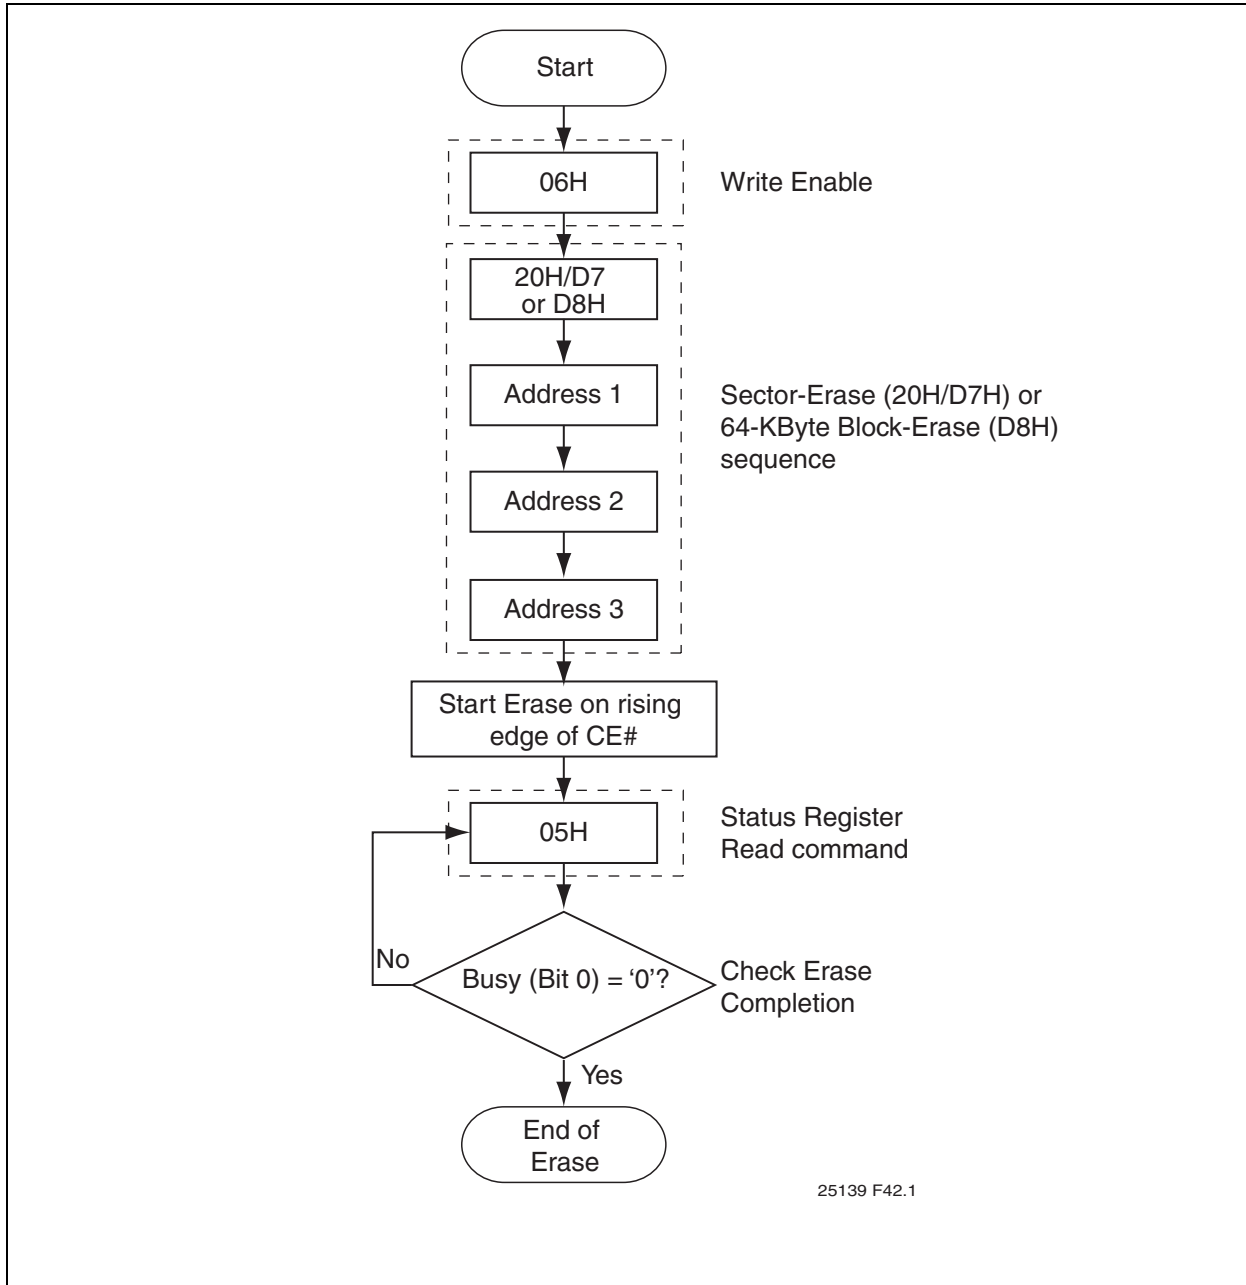 Start
06H
Write Enable
20H/D7
or D8H
Address 1
Sector-Erase (20H/D7H) or
64-KByte Block-Erase (D8H)
sequence
Address 2
Address 3
Start Erase on rising
edge of CE#
05H
Status Register
Read command
No
Busy (Bit 0) = ‘0’?
Check Erase
Completion
Yes
End of
Erase
25139 F42.1